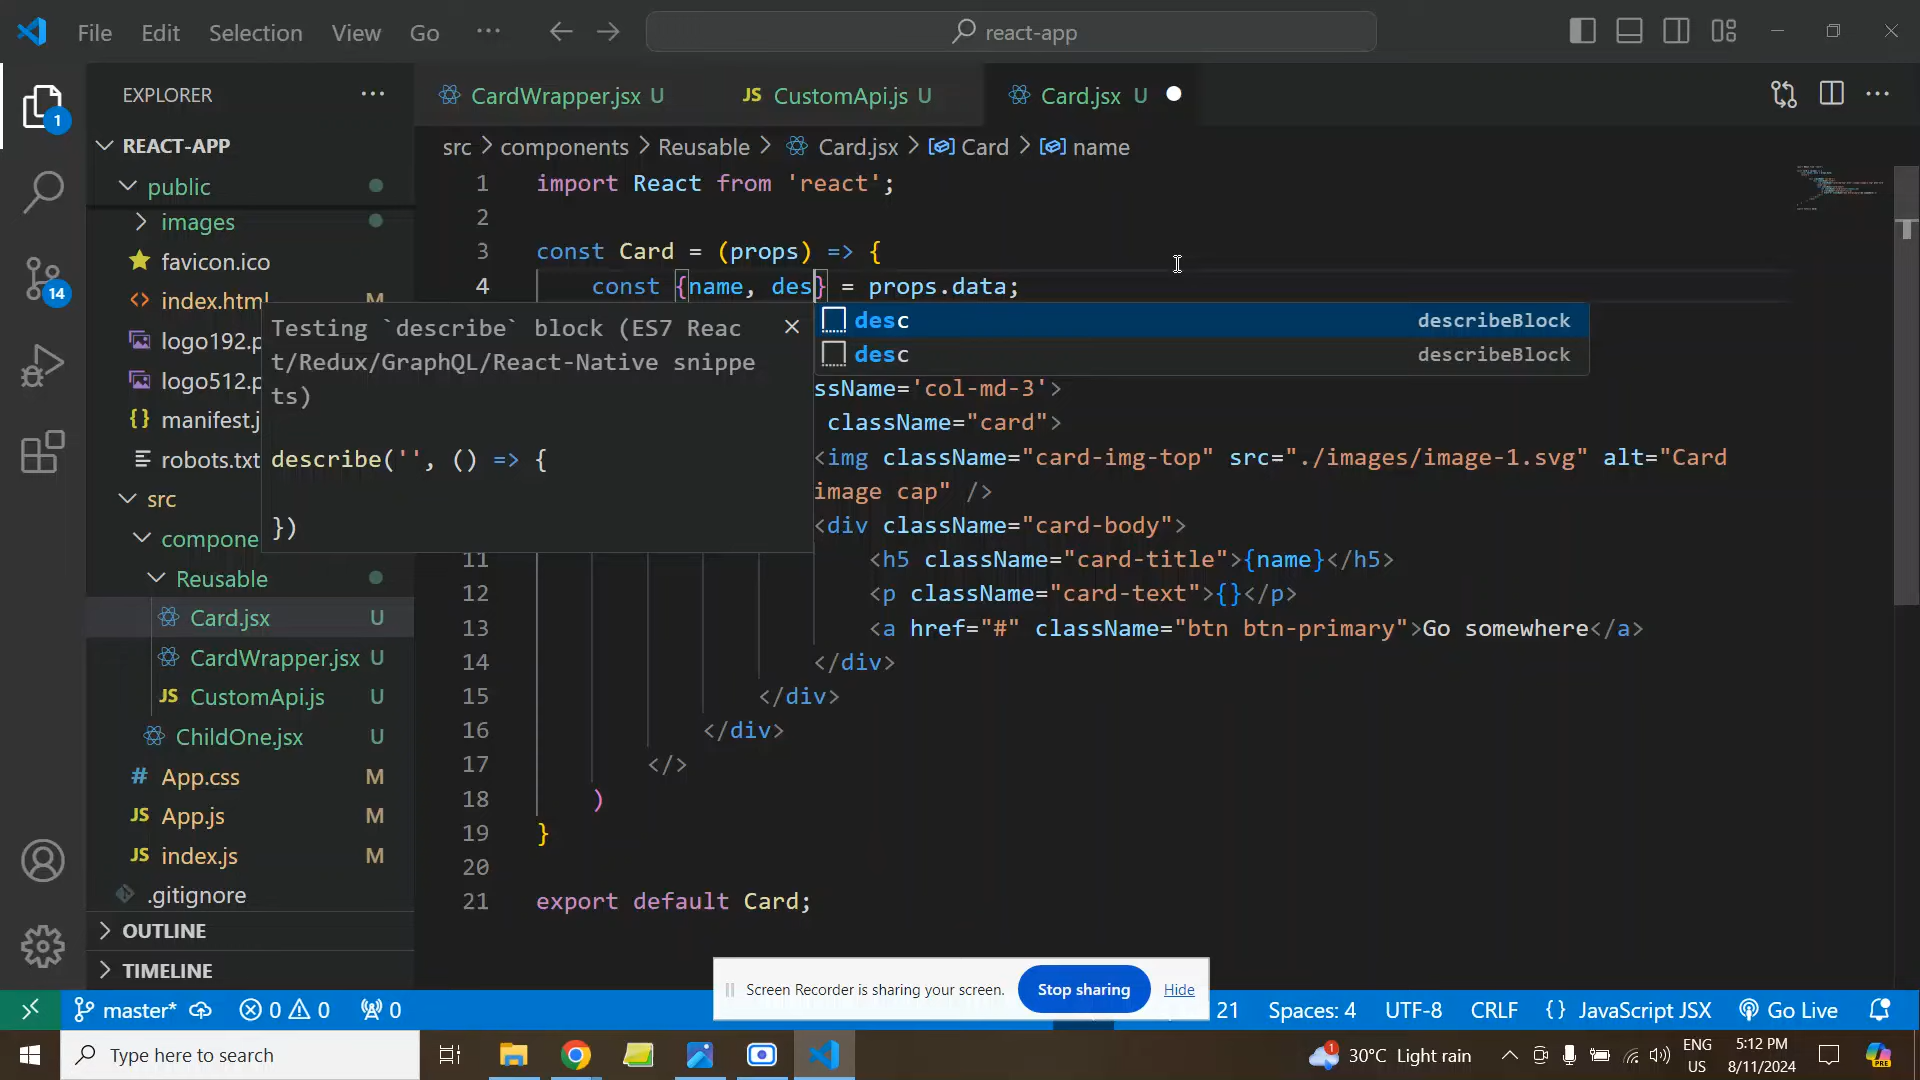 File Edit Selection View Go ··· react-app
EXPLORER ···
REACT-APP
public
images
favicon.ico
index.html M
logo192.p
logo512.p
manifest.j
robots.txt
src
compone
Reusable
Card.jsx U
CardWrapper.jsx U
JS CustomApi.js U
ChildOne.jsx U
# App.css M
JS App.js M
JS index.js M
.gitignore
OUTLINE
TIMELINE
1
14
CardWrapper.jsx U JS CustomApi.js U Card.jsx U
src > components > Reusable > Card.jsx > Card > name
1 import React from 'react';
2
3 const Card = (props) => {
4 const {name, des} = props.data;
desc describeBlock
desc describeBlock
Testing `describe` block (ES7 Reac
t/Redux/GraphQL/React-Native snippe
ts)
describe('', () => {
})
ssName='col-md-3'>
className="card">
<img className="card-img-top" src="./images/image-1.svg" alt="Card
image cap" />
<div className="card-body">
11 <h5 className="card-title">{name}</h5>
12 <p className="card-text">{}</p>
13 <a href="#" className="btn btn-primary">Go somewhere</a>
14 </div>
15 </div>
16 </div>
17 </>
18 )
19 }
20
21 export default Card;
Screen Recorder is sharing your screen. Stop sharing Hide
master* 0 0 0 21 Spaces: 4 UTF-8 CRLF {} JavaScript JSX Go Live
Type here to search
1 30°C Light rain ENG
US 5:12 PM
8/11/2024 PRE